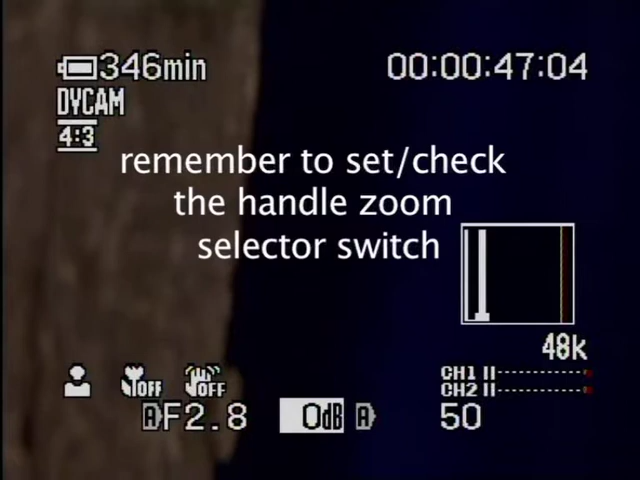 346min 00:00:47:04
DVCAM
4:3
remember to set/check
the handle zoom
selector switch
48k
OFF OFF CH1
CH2
A F2.8 0dB A 50